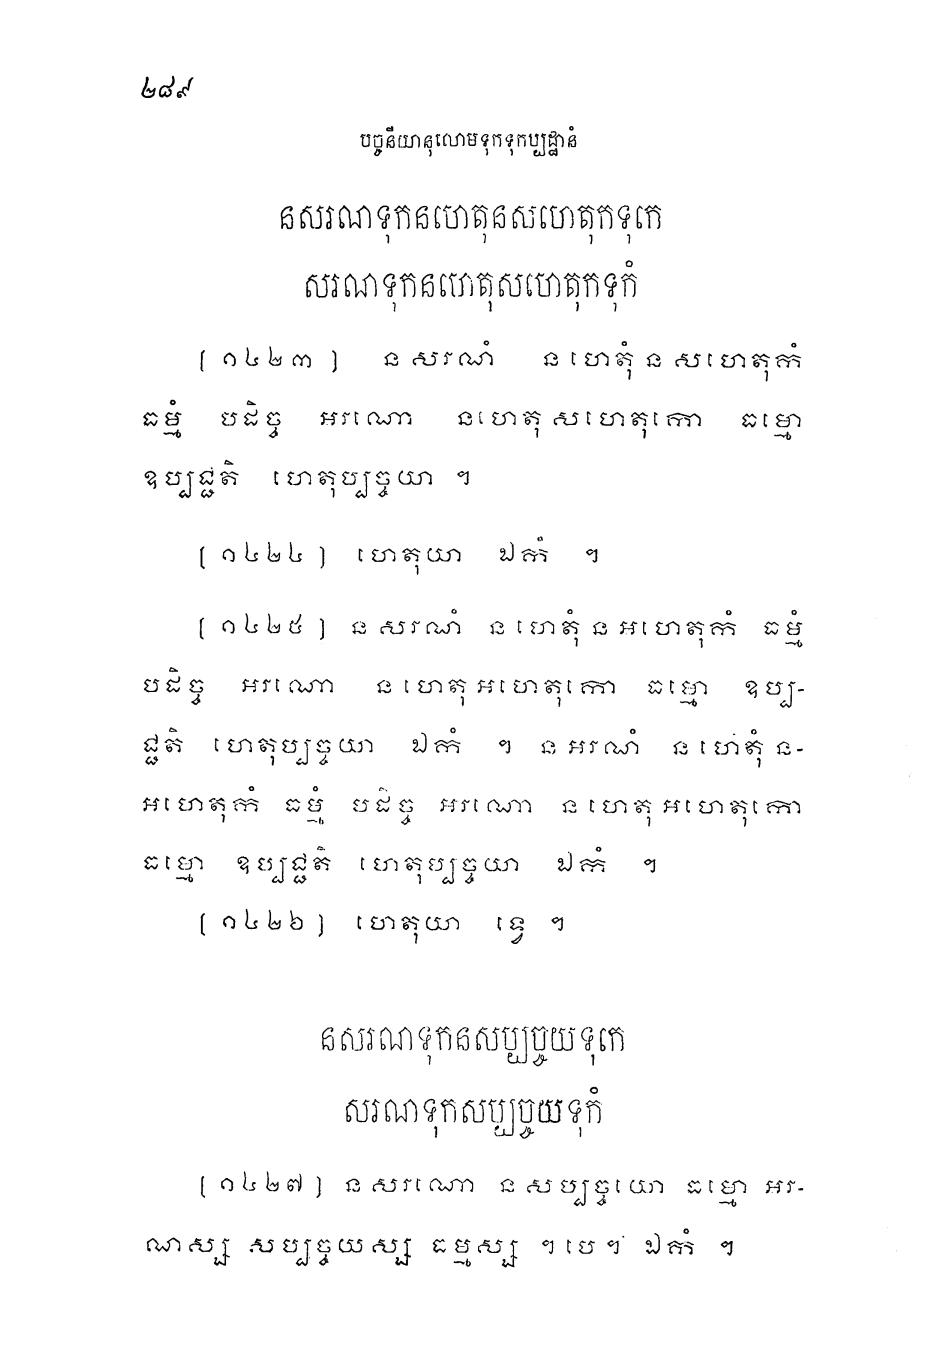 ២៨៩
បច្ចនីយានុលោមទុកទុកប្បដ្ឋានំ
នសរណទុកនហេតុនសហេតុកទុកេ
សរណទុកនហេតុសហេតុកទុកំ
[១៤២៣] នសរណំ នហេតុំនសហេតុកំ
ធម្មំ បដិច្ច អរណោ នហេតុសហេតុកោ ធម្មោ
ឧប្បជ្ជតិ ហេតុប្បច្ចយា ។
[១៤២៤] ហេតុយា ឯកំ ។
[១៤២៥] នសរណំ នហេតុំនអហេតុកំ ធម្មំ
បដិច្ច អរណោ នហេតុអហេតុកោ ធម្មោ ឧប្ប-
ជ្ជតិ ហេតុប្បច្ចយា ឯកំ ។ នអរណំ នហេតុំន-
អហេតុកំ ធម្មំ បដិច្ច អរណោ នហេតុអហេតុកោ
ធម្មោ ឧប្បជ្ជតិ ហេតុប្បច្ចយា ឯកំ ។
[១៤២៦] ហេតុយា ទ្វេ ។
នសរណទុកនសប្បច្ចយទុកេ
សរណទុកសប្បច្ចយទុកំ
[១៤២៧] នសរណោ នសប្បច្ចយោ ធម្មោ អរ-
ណស្ស សប្បច្ចយស្ស ធម្មស្ស ។បេ។ ឯកំ ។